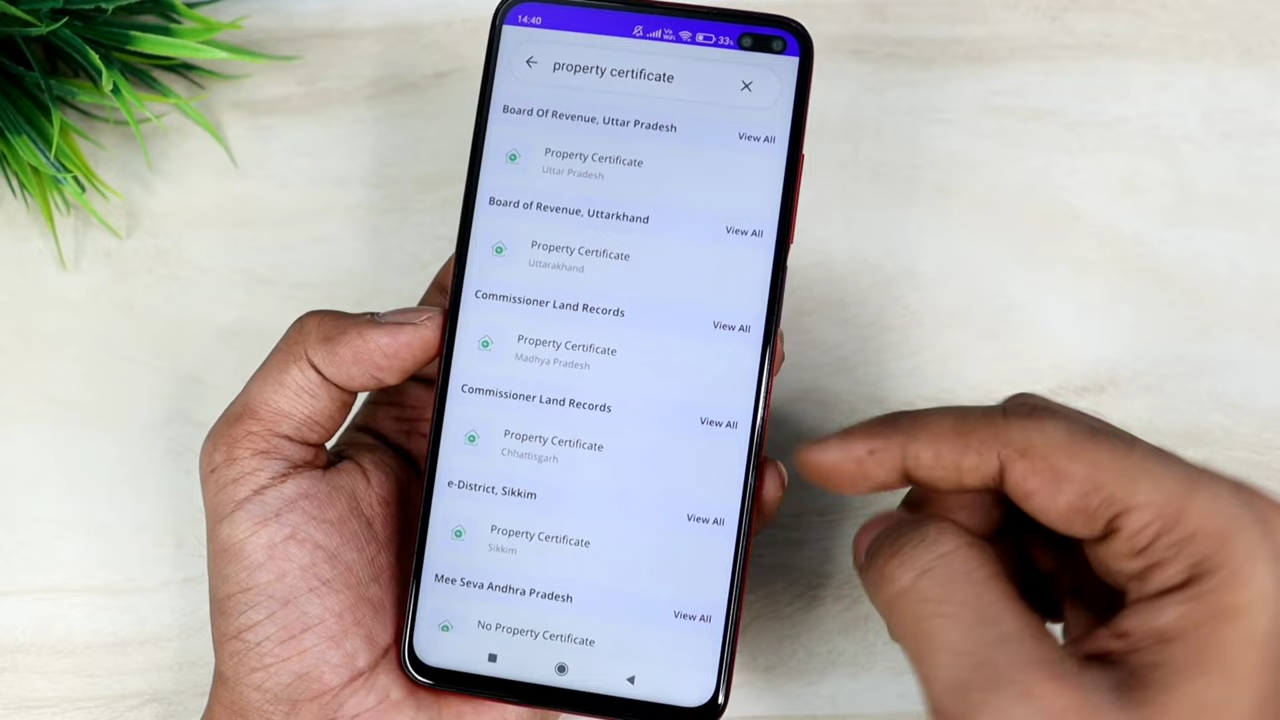 14:40
Vo
WiFi
33%
property certificate
Board Of Revenue, Uttar Pradesh
View All
Property Certificate
Uttar Pradesh
Board of Revenue, Uttarkhand
View All
Property Certificate
Uttarakhand
Commissioner Land Records
View All
Property Certificate
Madhya Pradesh
Commissioner Land Records
View All
Property Certificate
Chhattisgarh
e-District, Sikkim
View All
Property Certificate
Sikkim
Mee Seva Andhra Pradesh
View All
No Property Certificate